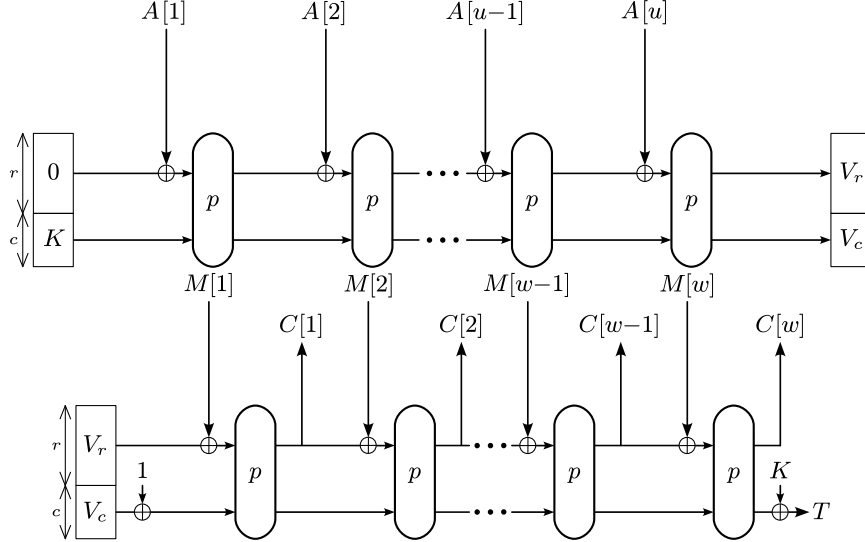 A[1] A[2] A[u−1] A[u]
r 0 p p p p V_r
c K V_c
M[1] M[2] M[w−1] M[w]
C[1] C[2] C[w−1] C[w]
r V_r
1 p p p p K
c V_c T